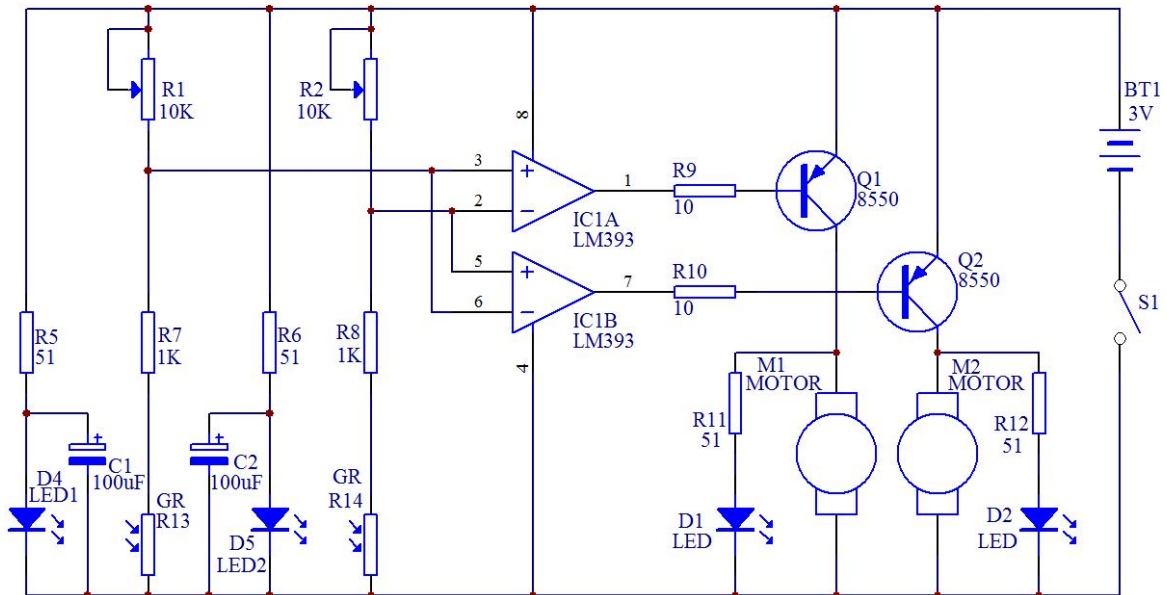 R1
10K
R2
10K
8
3
2
1
IC1A
LM393
5
6
7
IC1B
LM393
4
R9
10
R10
10
Q1
8550
Q2
8550
BT1
3V
S1
R5
51
R7
1K
R6
51
R8
1K
M1
MOTOR
M2
MOTOR
R11
51
R12
51
+
C1
100uF
+
C2
100uF
D4
LED1
GR
R13
D5
LED2
GR
R14
D1
LED
D2
LED